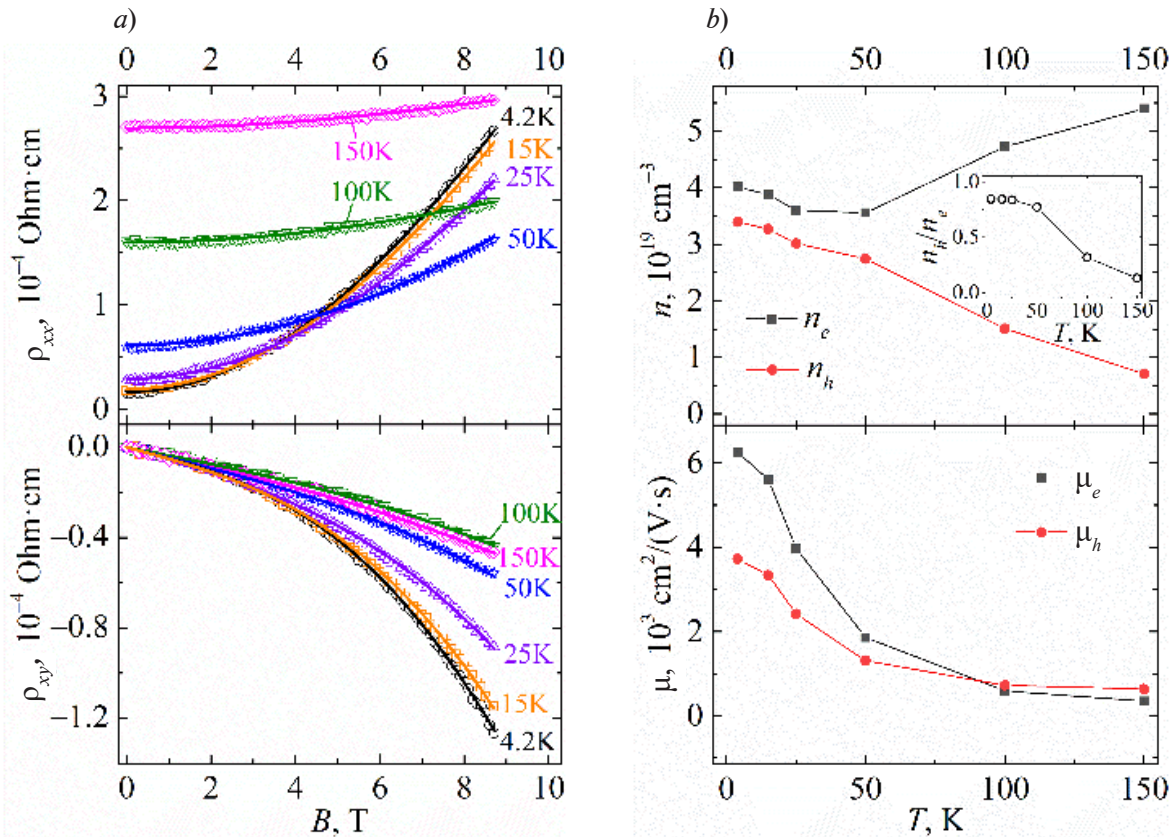 a)
0 2 4 6 8 10
3
2
1
0
ρxx, 10⁻⁴ Ohm·cm
150K
100K
4.2K
15K
25K
50K
0.0
−0.4
−0.8
−1.2
ρxy, 10⁻⁴ Ohm·cm
100K
150K
50K
25K
15K
4.2K
0 2 4 6 8 10
B, T
b)
0 50 100 150
5
4
3
2
1
0
n, 10¹⁹ cm⁻³
nₑ
nₕ
1.0
0.5
0.0
nₕ/nₑ
0 50 100 150
T, K
6
4
2
0
μ, 10³ cm²/(V·s)
μₑ
μₕ
0 50 100 150
T, K